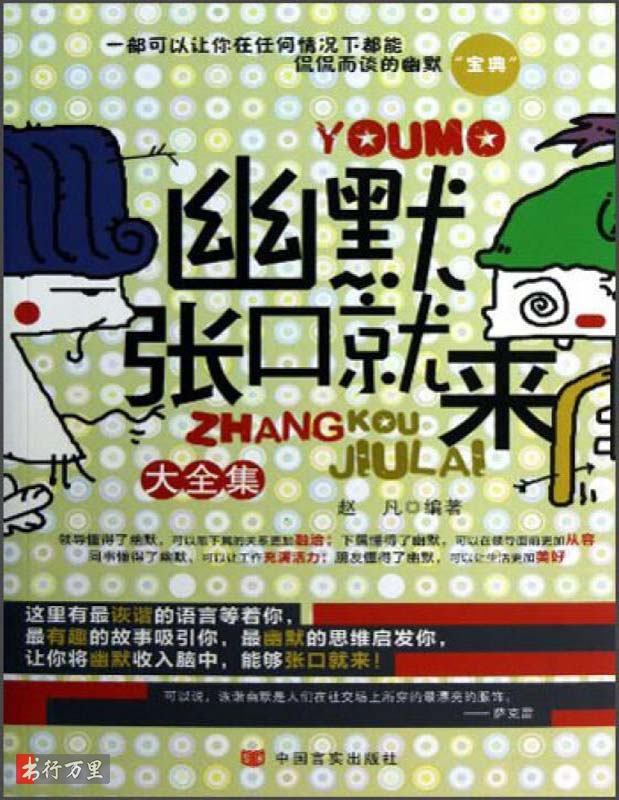 一部可以让你在任何情况下都能
侃侃而谈的幽默“宝典”
YOUMO
幽默
张口就来
ZHANGKOU
JIULAI
大全集
赵 凡◎编著
领导懂得了幽默,可以和下属的关系更加融洽;下属懂得了幽默,可以在领导面前更加从容
同事懂得了幽默,可以让工作充满活力;朋友懂得了幽默,可以让生活更加美好
这里有最诙谐的语言等着你,
最有趣的故事吸引你,最幽默的思维启发你,
让你将幽默收入脑中,能够张口就来!
可以说,诙谐幽默是人们在社交场上所穿的最漂亮的服饰。
——萨克雷
中国言实出版社
书行万里